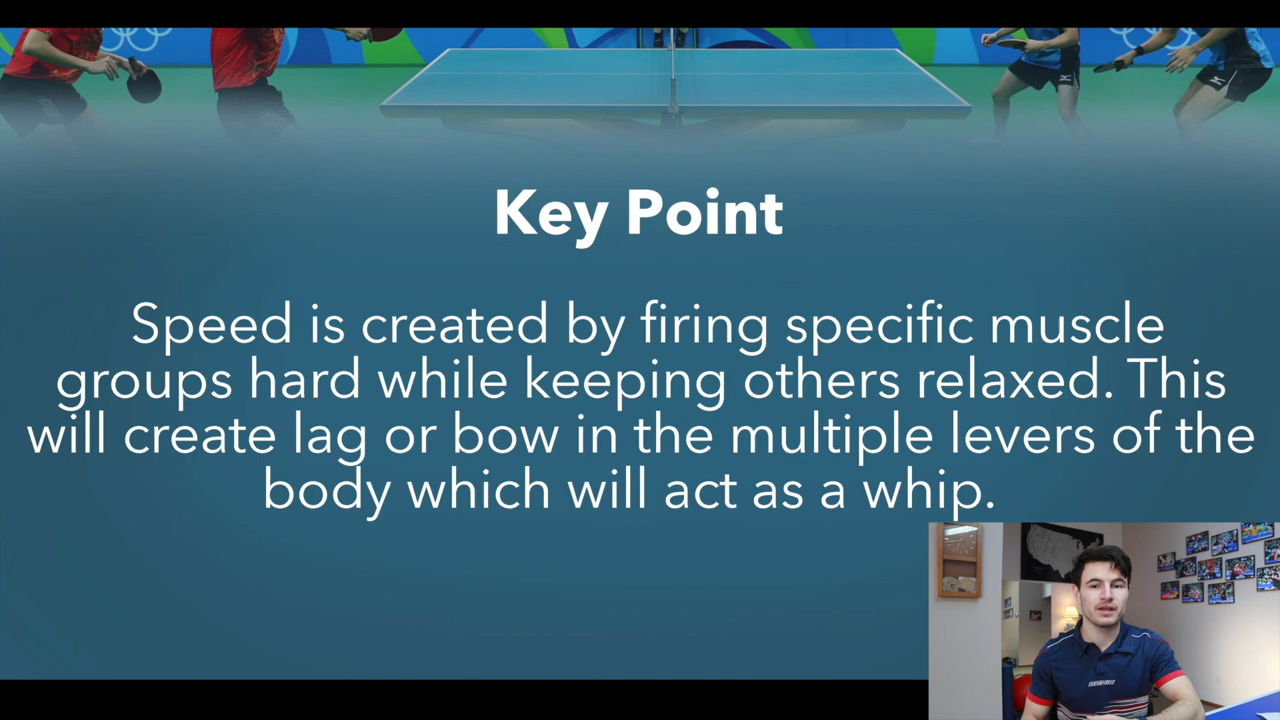 Key Point
Speed is created by firing specific muscle
groups hard while keeping others relaxed. This
will create lag or bow in the multiple levers of the
body which will act as a whip.